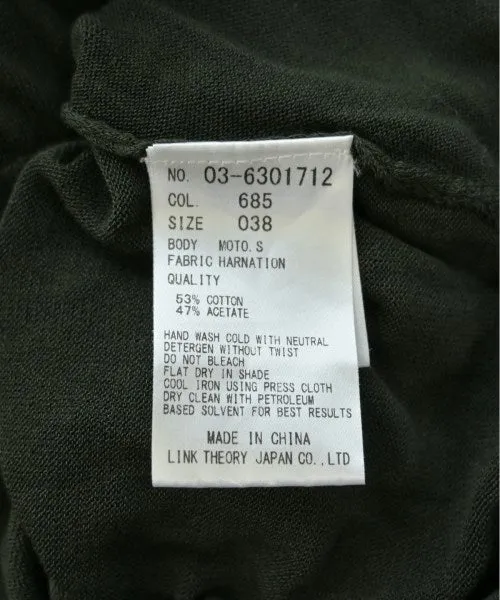 NO. 03-6301712
COL. 685
SIZE 038
BODY MOTO.S
FABRIC HARNATION
QUALITY
53% COTTON
47% ACETATE
HAND WASH COLD WITH NEUTRAL
DETERGEN WITHOUT TWIST
DO NOT BLEACH
FLAT DRY IN SHADE
COOL IRON USING PRESS CLOTH
DRY CLEAN WITH PETROLEUM
BASED SOLVENT FOR BEST RESULTS
MADE IN CHINA
LINK THEORY JAPAN CO.,LTD